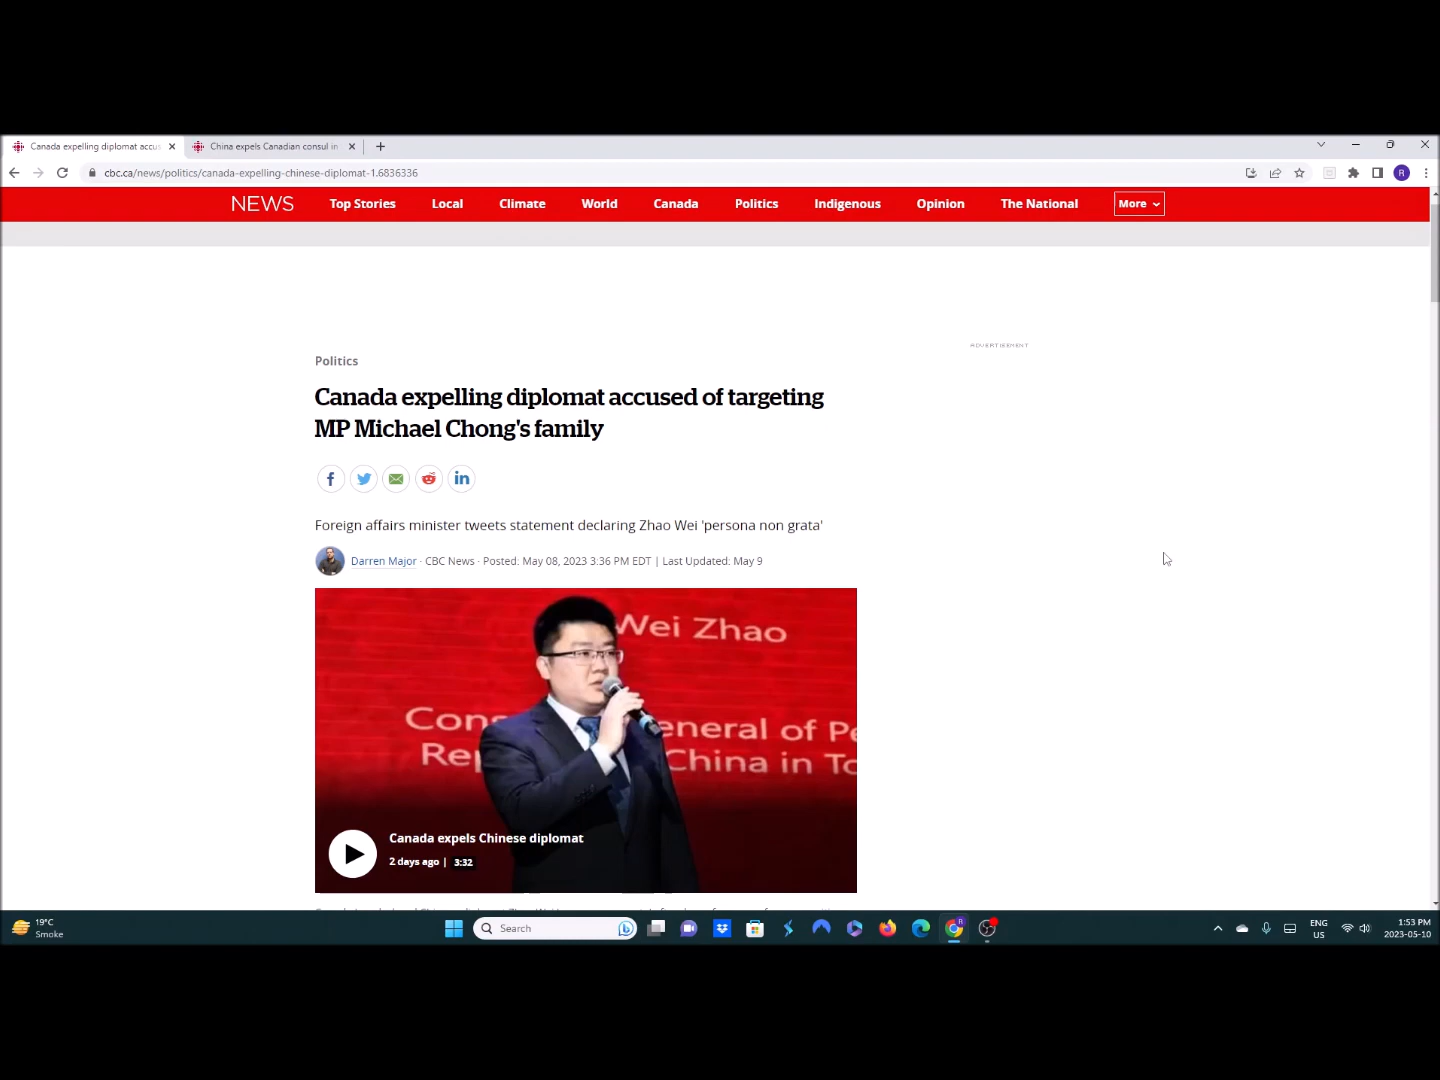 Canada expelling diplomat accus
China expels Canadian consul in
cbc.ca/news/politics/canada-expelling-chinese-diplomat-1.6836336
R
NEWS Top Stories Local Climate World Canada Politics Indigenous Opinion The National More
ADVERTISEMENT
Politics
Canada expelling diplomat accused of targeting
MP Michael Chong's family
Foreign affairs minister tweets statement declaring Zhao Wei 'persona non grata'
Darren Major · CBC News · Posted: May 08, 2023 3:36 PM EDT | Last Updated: May 9
Wei Zhao
Cons eneral of Pe
Rep China in To
Canada expels Chinese diplomat
2 days ago | 3:32
19°C
Smoke
Search
ENG
US
1:53 PM
2023-05-10